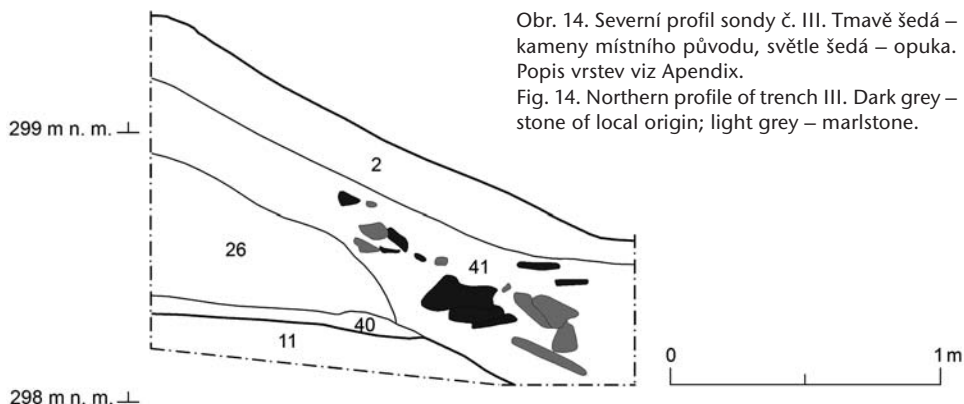 Obr. 14. Severní profil sondy č. III. Tmavě šedá –
kameny místního původu, světle šedá – opuka.
Popis vrstev viz Apendix.
Fig. 14. Northern profile of trench III. Dark grey –
stone of local origin; light grey – marlstone.
299 m n. m.
2
26
41
40
11
0
1 m
298 m n. m.